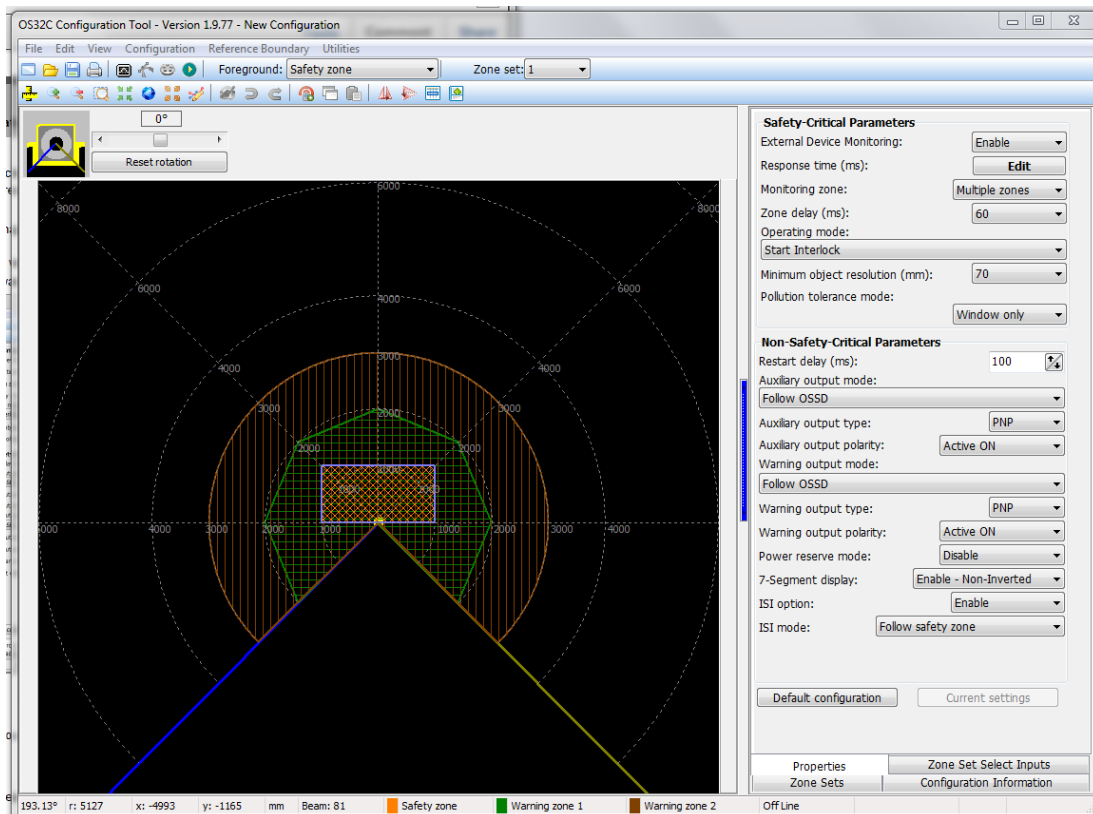 OS32C Configuration Tool - Version 1.9.77 - New Configuration
File Edit View Configuration Reference Boundary Utilities
Foreground: Safety zone Zone set: 1
0°
Reset rotation
8000 6000 8000
6000 4000 6000
4000 3000 4000
3000 2000 3000
2000 2000
1000
1000 1000
6000 4000 3000 2000 1000 1000 2000 3000 4000
Safety-Critical Parameters
External Device Monitoring: Enable
Response time (ms): Edit
Monitoring zone: Multiple zones
Zone delay (ms): 60
Operating mode:
Start Interlock
Minimum object resolution (mm): 70
Pollution tolerance mode:
Window only
Non-Safety-Critical Parameters
Restart delay (ms): 100
Auxiliary output mode:
Follow OSSD
Auxiliary output type: PNP
Auxiliary output polarity: Active ON
Warning output mode:
Follow OSSD
Warning output type: PNP
Warning output polarity: Active ON
Power reserve mode: Disable
7-Segment display: Enable - Non-Inverted
ISI option: Enable
ISI mode: Follow safety zone
Default configuration Current settings
Properties Zone Set Select Inputs
Zone Sets Configuration Information
193.13° r: 5127 x: -4993 y: -1165 mm Beam: 81 Safety zone Warning zone 1 Warning zone 2 Off Line